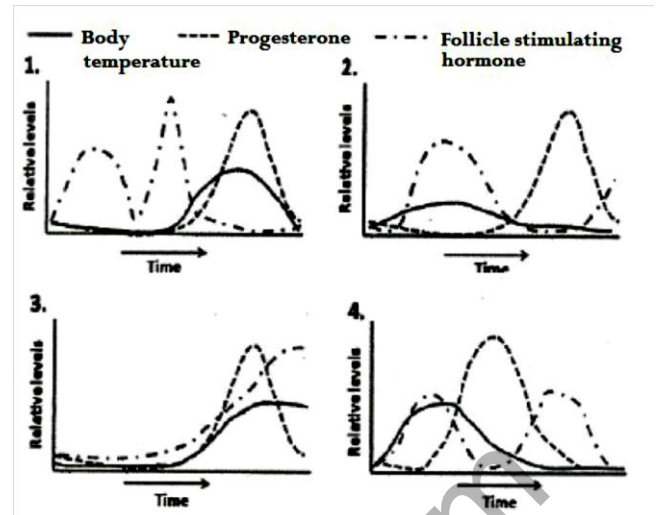 Body temperature
Progesterone
Follicle stimulating hormone
1.
Relative levels
Time
2.
Relative levels
Time
3.
Relative levels
Time
4.
Relative levels
Time